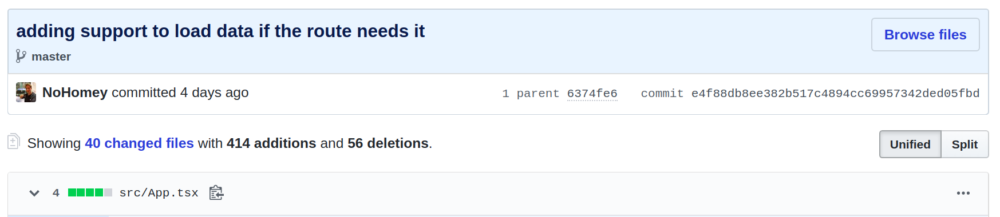 adding support to load data if the route needs it
Browse files
master
NoHomey committed 4 days ago
1 parent 6374fe6 commit e4f88db8ee382b517c4894cc69957342ded05fbd
Showing 40 changed files with 414 additions and 56 deletions.
Unified Split
4 src/App.tsx